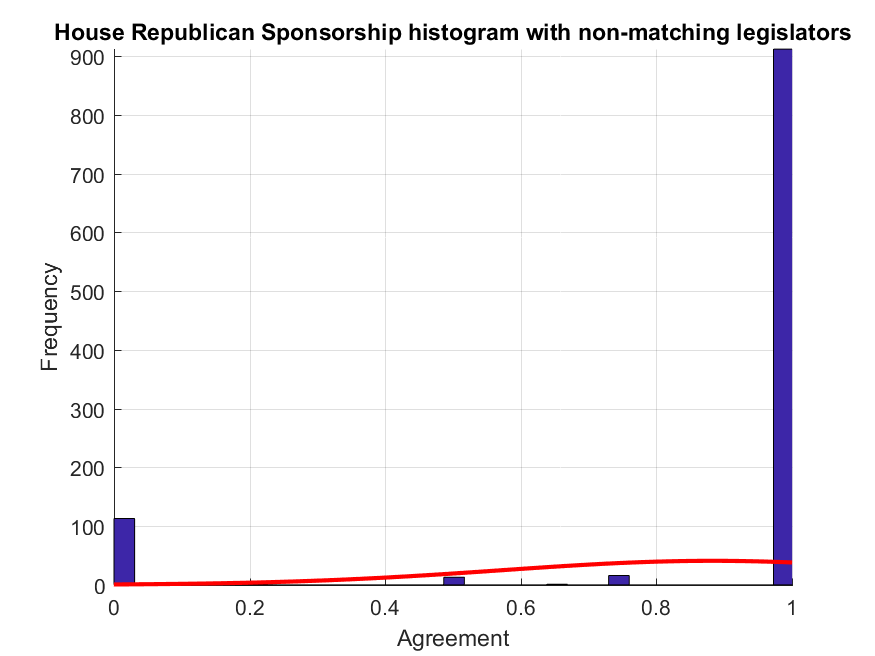 House Republican Sponsorship histogram with non-matching legislators
900
800
700
600
500
400
300
200
100
0
Frequency
0 0.2 0.4 0.6 0.8 1
Agreement